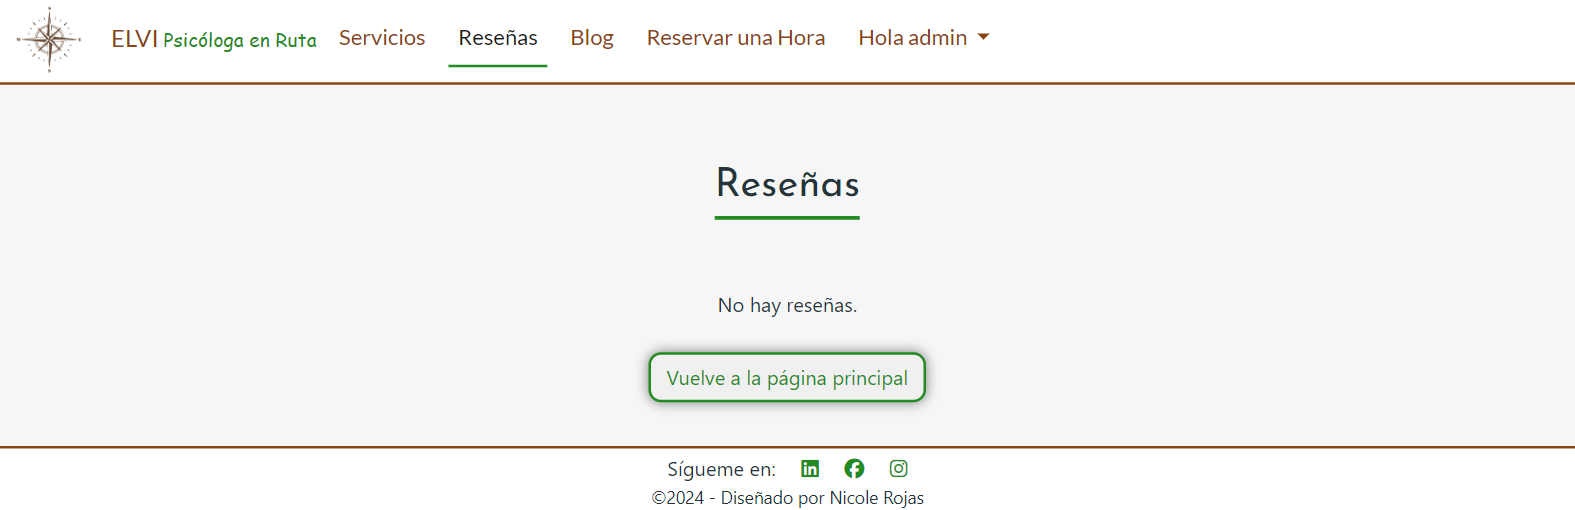 ELVI Psicóloga en Ruta Servicios Reseñas Blog Reservar una Hora Hola admin
Reseñas
No hay reseñas.
Vuelve a la página principal
Sígueme en:
©2024 - Diseñado por Nicole Rojas